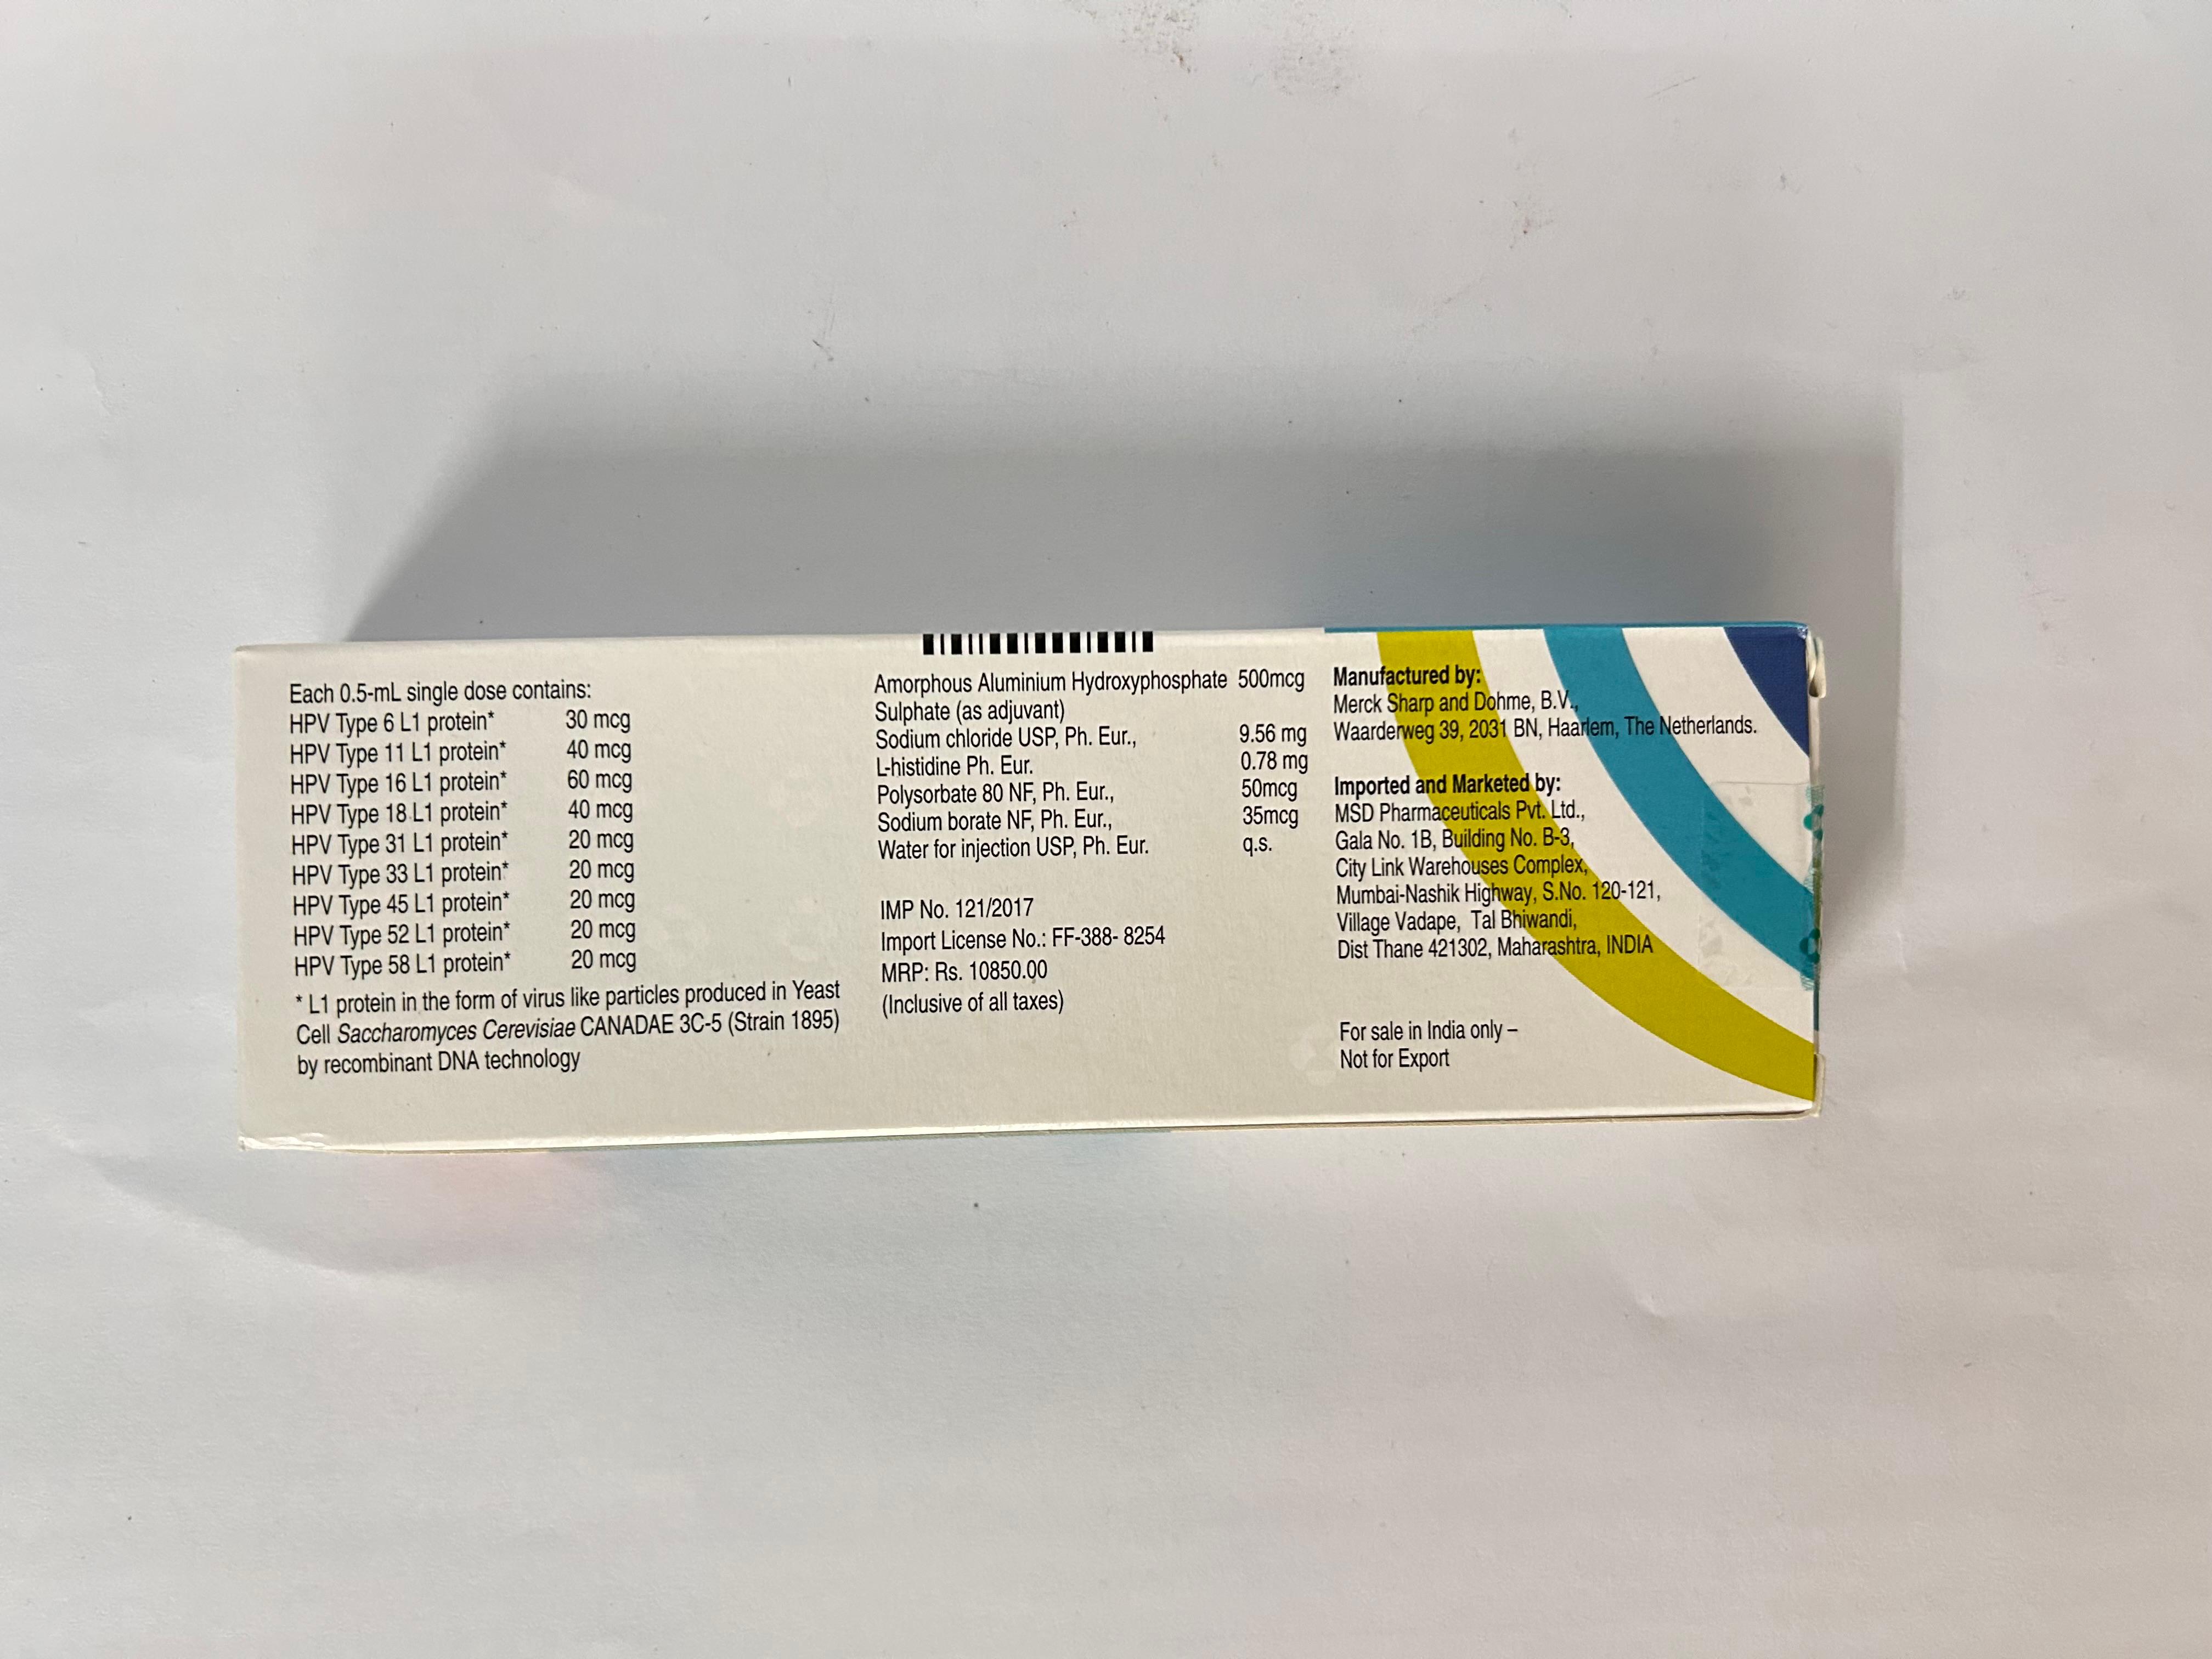 Each 0.5-mL single dose contains:
HPV Type 6 L1 protein* 30 mcg
HPV Type 11 L1 protein* 40 mcg
HPV Type 16 L1 protein* 60 mcg
HPV Type 18 L1 protein* 40 mcg
HPV Type 31 L1 protein* 20 mcg
HPV Type 33 L1 protein* 20 mcg
HPV Type 45 L1 protein* 20 mcg
HPV Type 52 L1 protein* 20 mcg
HPV Type 58 L1 protein* 20 mcg
* L1 protein in the form of virus like particles produced in Yeast
Cell Saccharomyces Cerevisiae CANADAE 3C-5 (Strain 1895)
by recombinant DNA technology
Amorphous Aluminium Hydroxyphosphate 500mcg
Sulphate (as adjuvant)
Sodium chloride USP, Ph. Eur., 9.56 mg
L-histidine Ph. Eur. 0.78 mg
Polysorbate 80 NF, Ph. Eur., 50mcg
Sodium borate NF, Ph. Eur., 35mcg
Water for injection USP, Ph. Eur. q.s.
IMP No. 121/2017
Import License No.: FF-388- 8254
MRP: Rs. 10850.00
(Inclusive of all taxes)
Manufactured by:
Merck Sharp and Dohme, B.V.,
Waarderweg 39, 2031 BN, Haarlem, The Netherlands.
Imported and Marketed by:
MSD Pharmaceuticals Pvt. Ltd.,
Gala No. 1B, Building No. B-3,
City Link Warehouses Complex,
Mumbai-Nashik Highway, S.No. 120-121,
Village Vadape, Tal Bhiwandi,
Dist Thane 421302, Maharashtra, INDIA
For sale in India only –
Not for Export